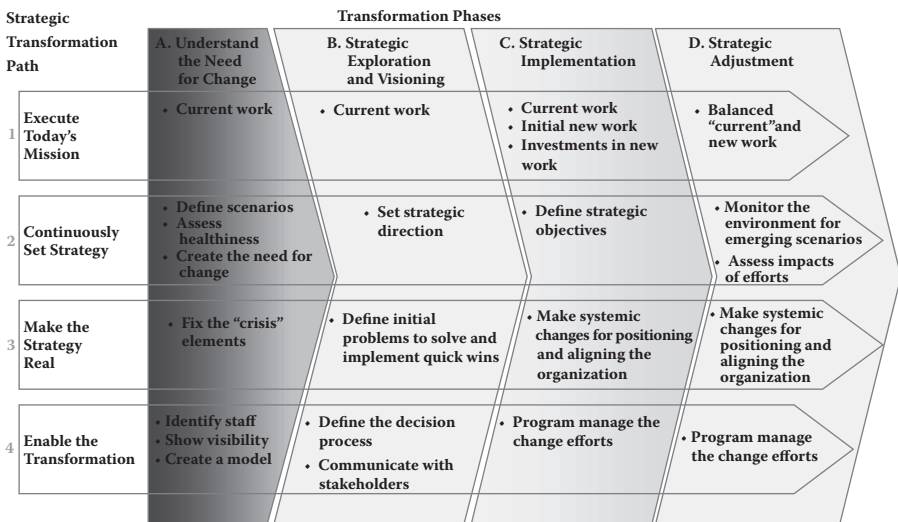 Strategic
Transformation
Path
Transformation Phases
A. Understand
the Need
for Change
B. Strategic
Exploration
and Visioning
C. Strategic
Implementation
D. Strategic
Adjustment
1
Execute
Today's
Mission
• Current work
• Current work
• Current work
• Initial new work
• Investments in new
work
• Balanced
“current”and
new work
2
Continuously
Set Strategy
• Define scenarios
• Assess
healthiness
• Create the need for
change
• Set strategic
direction
• Define strategic
objectives
• Monitor the
environment for
emerging scenarios
• Assess impacts
of efforts
3
Make the
Strategy
Real
• Fix the “crisis”
elements
• Define initial
problems to solve and
implement quick wins
• Make systemic
changes for positioning
and aligning the
organization
• Make systemic
changes for
positioning and
aligning the
organization
4
Enable the
Transformation
• Identify staff
• Show visibility
• Create a model
• Define the decision
process
• Communicate with
stakeholders
• Program manage the
change efforts
• Program manage
the change efforts